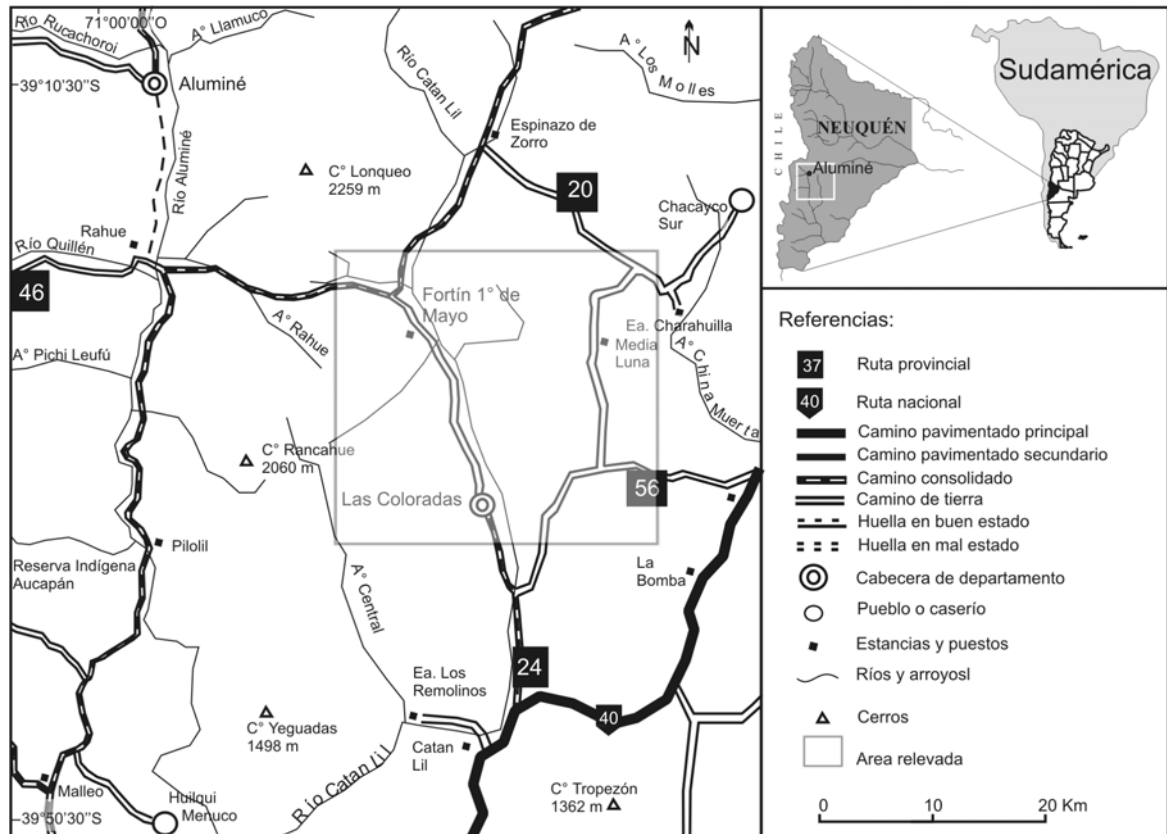 71°00'00''O
Río Rucachoroi
A° Llamuco
39°10'30''S
Aluminé
Río Aluminé
Río Catan Lil
A° Los
Molles
N
Espinazo de
Zorro
C° Lonqueo
2259 m
20
Chacayco
Sur
Rahue
Río Quillén
46
Fortín 1° de
Mayo
A° Rahue
Ea. Charahuilla
Media
Luna
A° China Muerta
A° Pichi Leufú
C° Rancahue
2060 m
Las Coloradas
56
Pilolil
Reserva Indígena
Aucapán
La
Bomba
A° Central
24
Ea. Los
Remolinos
C° Yeguadas
1498 m
40
Catan
Lil
Río Catan Lil
Malleo
Huilqui
Menuco
C° Tropezón
1362 m
39°50'30''S
Sudamérica
CHILE
NEUQUÉN
Aluminé
Referencias:
37 Ruta provincial
40 Ruta nacional
Camino pavimentado principal
Camino pavimentado secundario
Camino consolidado
Camino de tierra
Huella en buen estado
Huella en mal estado
Cabecera de departamento
Pueblo o caserío
Estancias y puestos
Ríos y arroyosl
Cerros
Area relevada
0 10 20 Km